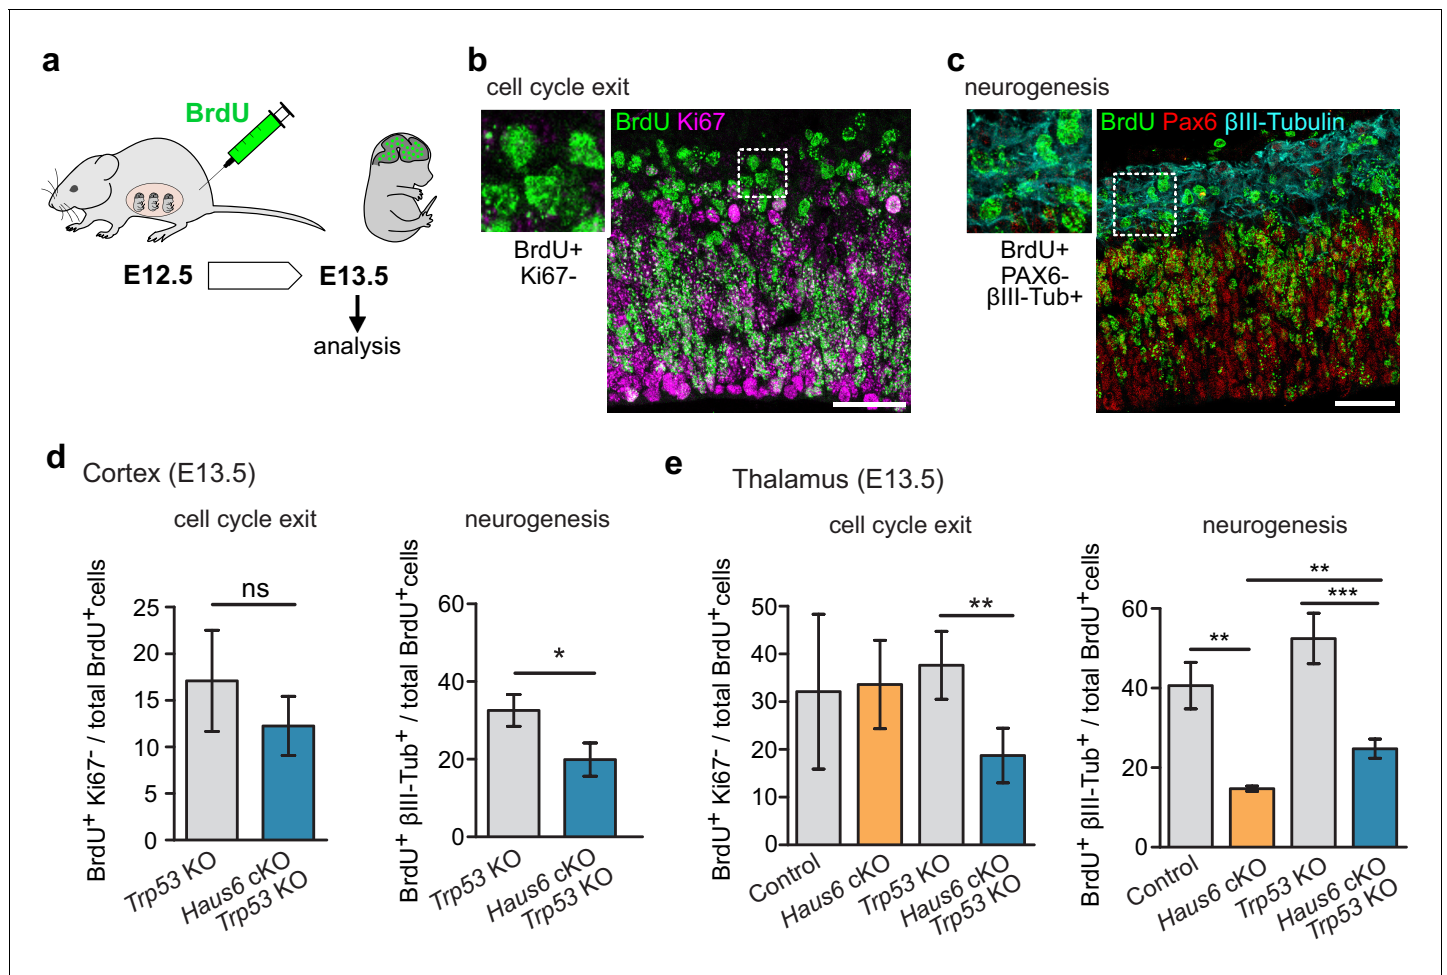 a
BrdU
E12.5
E13.5
analysis
b
cell cycle exit
BrdU Ki67
BrdU+
Ki67-
c
neurogenesis
BrdU Pax6 βIII-Tubulin
BrdU+
PAX6-
βIII-Tub+
d
Cortex (E13.5)
cell cycle exit
BrdU⁺ Ki67⁻ / total BrdU⁺cells
25
20
15
10
5
0
ns
Trp53 KO
Haus6 cKO
Trp53 KO
neurogenesis
BrdU⁺ βIII-Tub⁺ / total BrdU⁺cells
60
40
20
0
*
Trp53 KO
Haus6 cKO
Trp53 KO
e
Thalamus (E13.5)
cell cycle exit
BrdU⁺ Ki67⁻ / total BrdU⁺cells
50
40
30
20
10
0
**
Control
Haus6 cKO
Trp53 KO
Haus6 cKO
Trp53 KO
neurogenesis
BrdU⁺ βIII-Tub⁺ / total BrdU⁺cells
60
40
20
0
**
**
***
Control
Haus6 cKO
Trp53 KO
Haus6 cKO
Trp53 KO